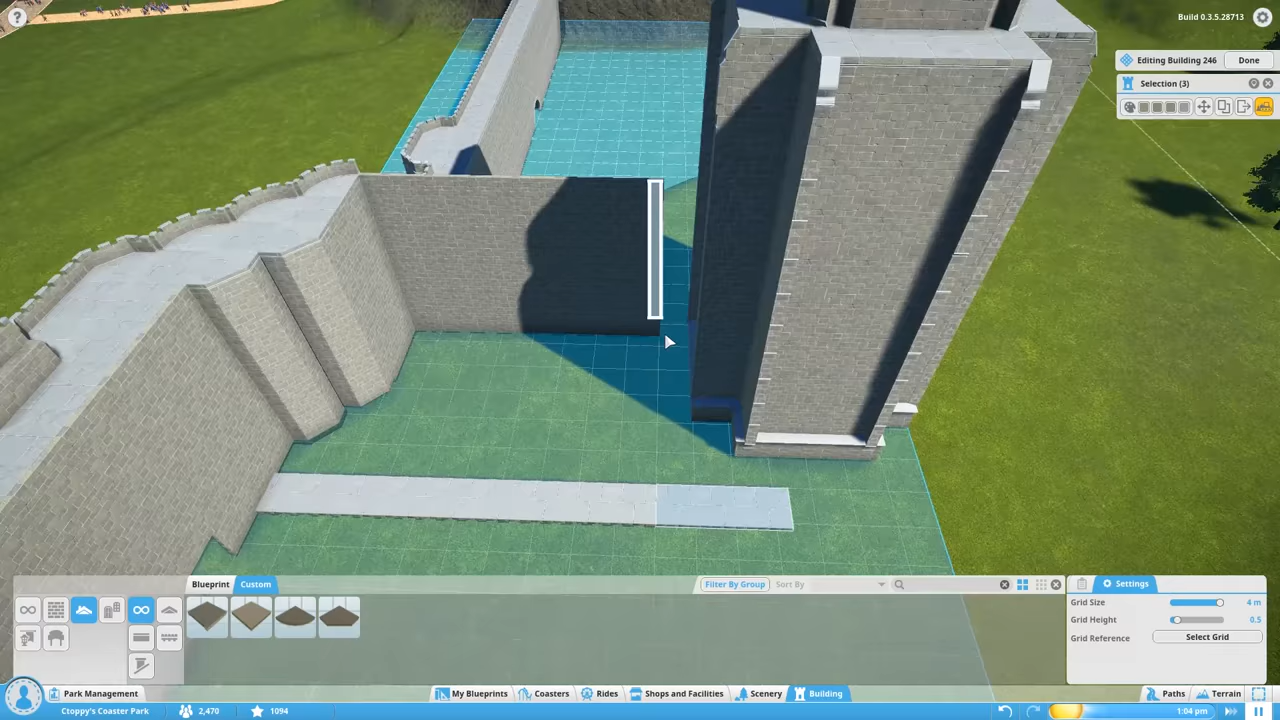 ?
Build 0.3.5.28713
Editing Building 246 Done
Selection (3)
Blueprint Custom Filter By Group Sort By
Settings
Grid Size 4 m
Grid Height 0.5
Grid Reference Select Grid
Park Management My Blueprints Coasters Rides Shops and Facilities Scenery Building Paths Terrain
Ctoppy's Coaster Park 2,470 1094 1:04 pm